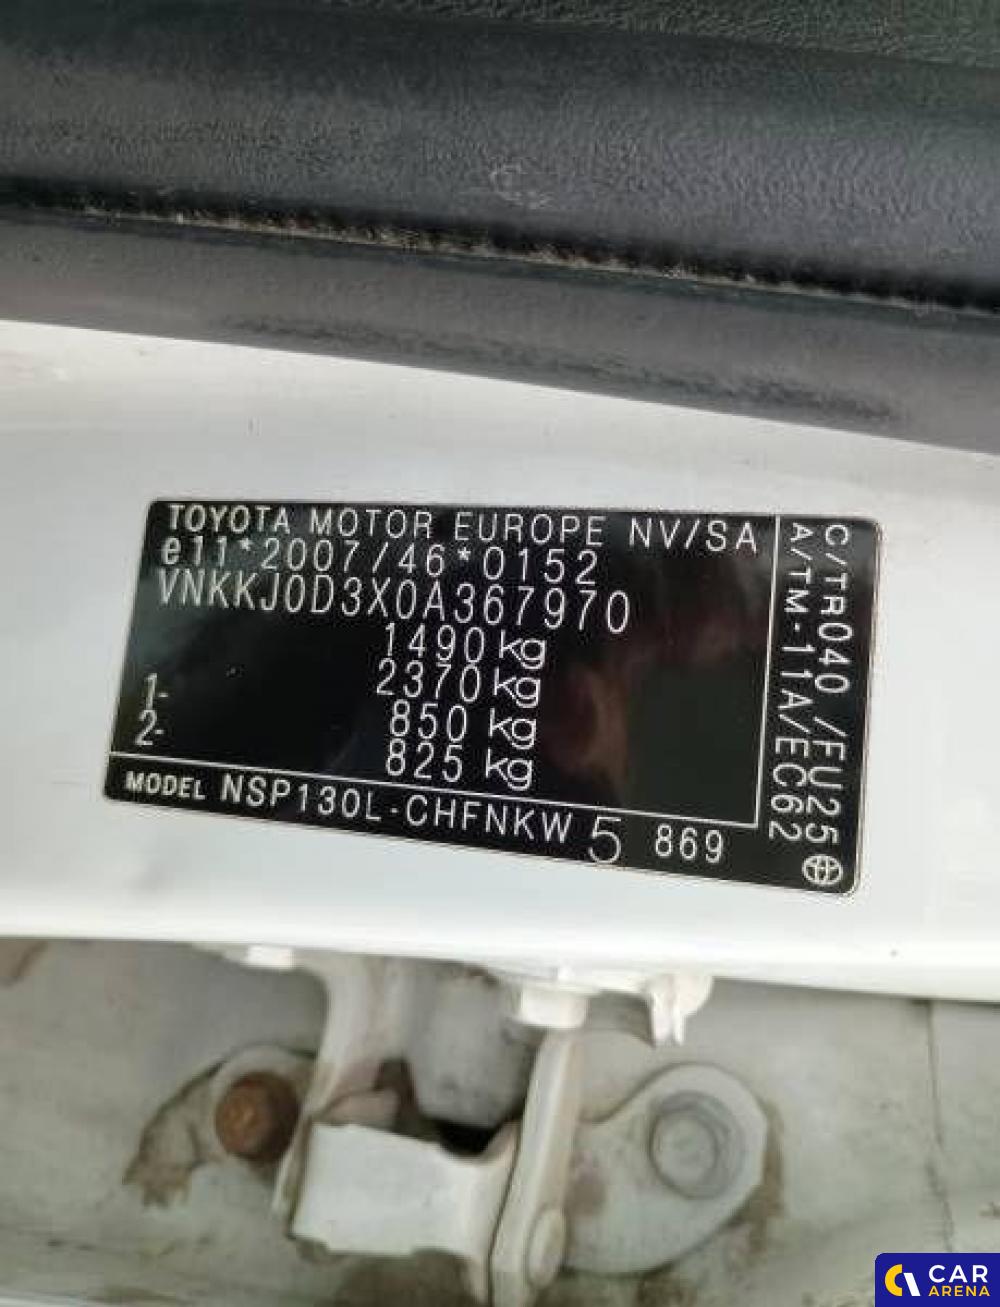 TOYOTA MOTOR EUROPE NV/SA
e11*2007/46*0152
VNKKJ0D3X0A367970
1490 kg
2370 kg
1- 850 kg
2- 825 kg
MODEL NSP130L-CHFNKW 5 869
C/TR040 /FU25
A/TM-11A/EC62
CAR
ARENA